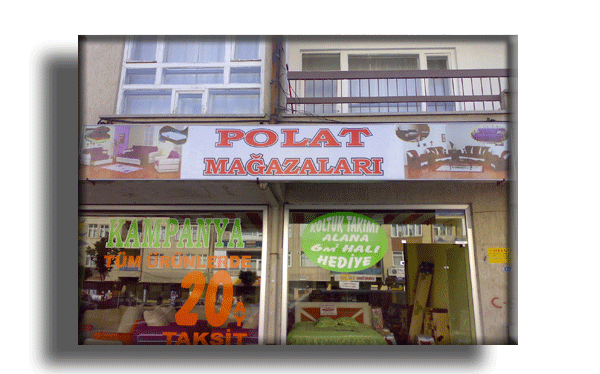 POLAT
MAĞAZALARI
KAMPANYA
TÜM ÜRÜNLERDE
20
TAKSİT
KOLTUK TAKIMI
ALANA
6m² HALI
HEDİYE